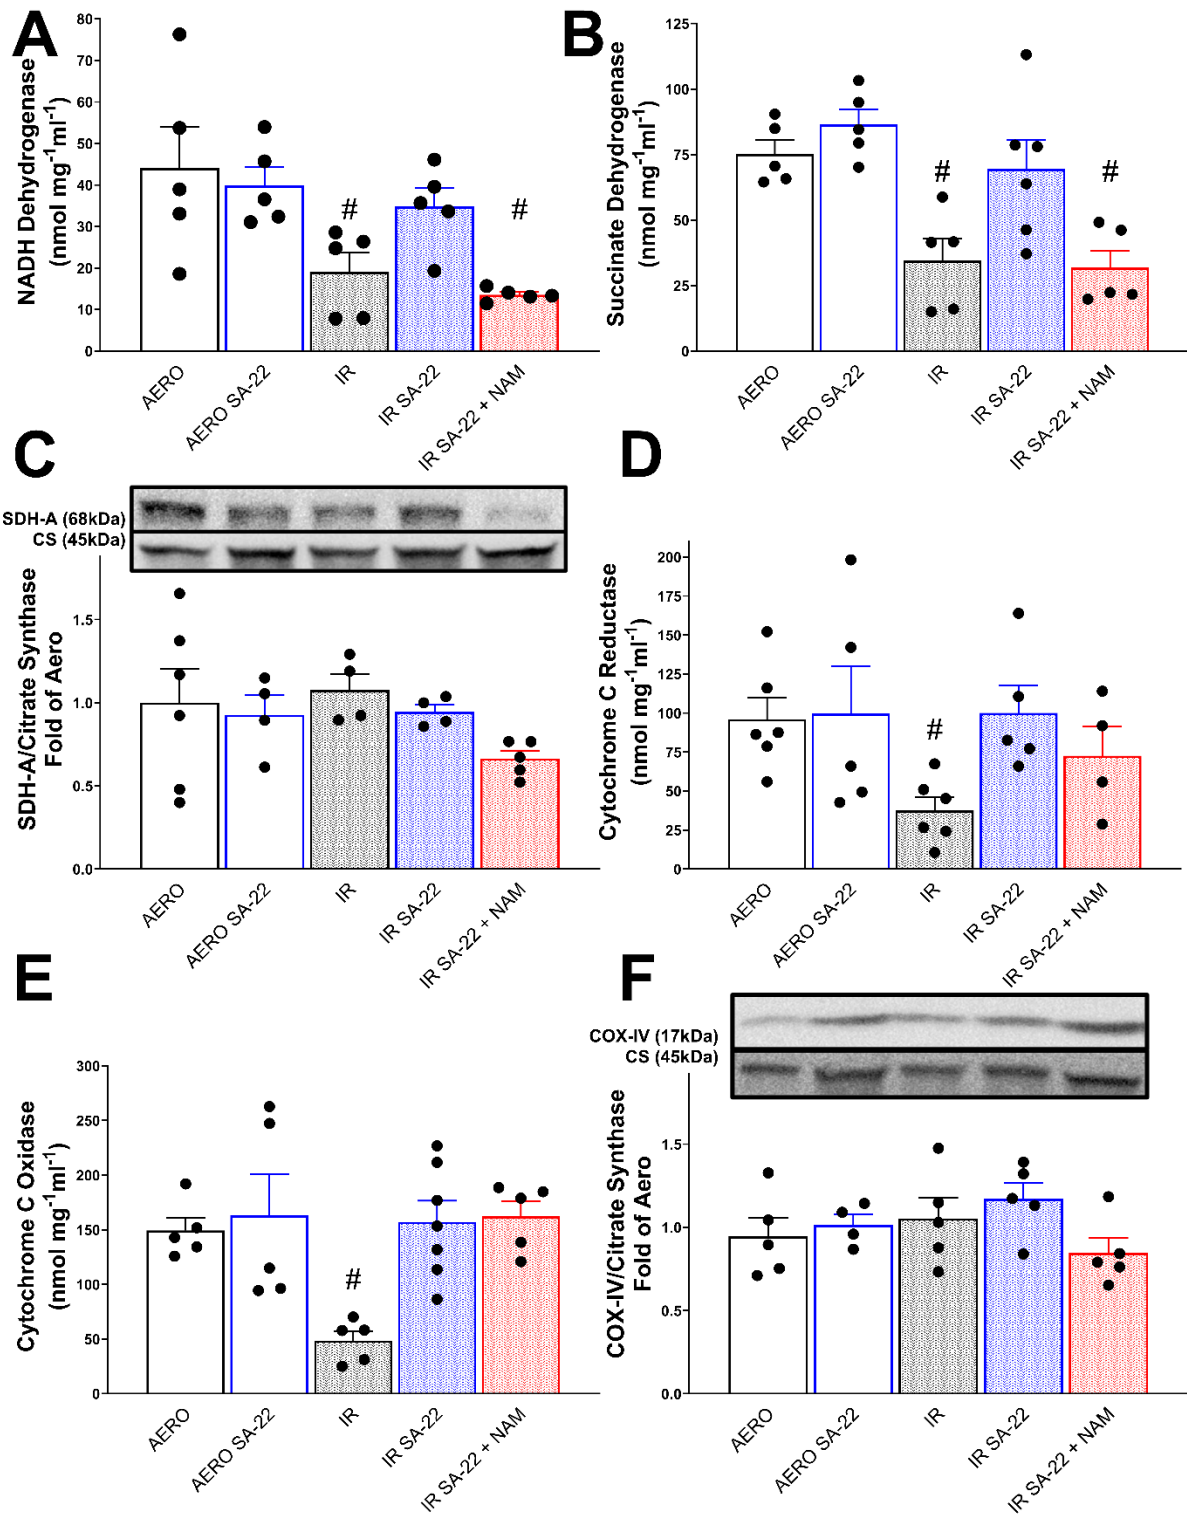 A
NADH Dehydrogenase
(nmol mg-1ml-1)
80
70
60
50
40
30
20
10
0
#
#
AERO
AERO SA-22
IR
IR SA-22
IR SA-22 + NAM
B
Succinate Dehydrogenase
(nmol mg-1ml-1)
125
100
75
50
25
0
#
#
AERO
AERO SA-22
IR
IR SA-22
IR SA-22 + NAM
C
SDH-A (68kDa)
CS (45kDa)
SDH-A/Citrate Synthase
Fold of Aero
1.5
1.0
0.5
0.0
AERO
AERO SA-22
IR
IR SA-22
IR SA-22 + NAM
D
Cytochrome C Reductase
(nmol mg-1ml-1)
200
175
150
125
100
75
50
25
0
#
AERO
AERO SA-22
IR
IR SA-22
IR SA-22 + NAM
E
Cytochrome C Oxidase
(nmol mg-1ml-1)
300
250
200
150
100
50
0
#
AERO
AERO SA-22
IR
IR SA-22
IR SA-22 + NAM
F
COX-IV (17kDa)
CS (45kDa)
COX-IV/Citrate Synthase
Fold of Aero
1.5
1.0
0.5
0.0
AERO
AERO SA-22
IR
IR SA-22
IR SA-22 + NAM